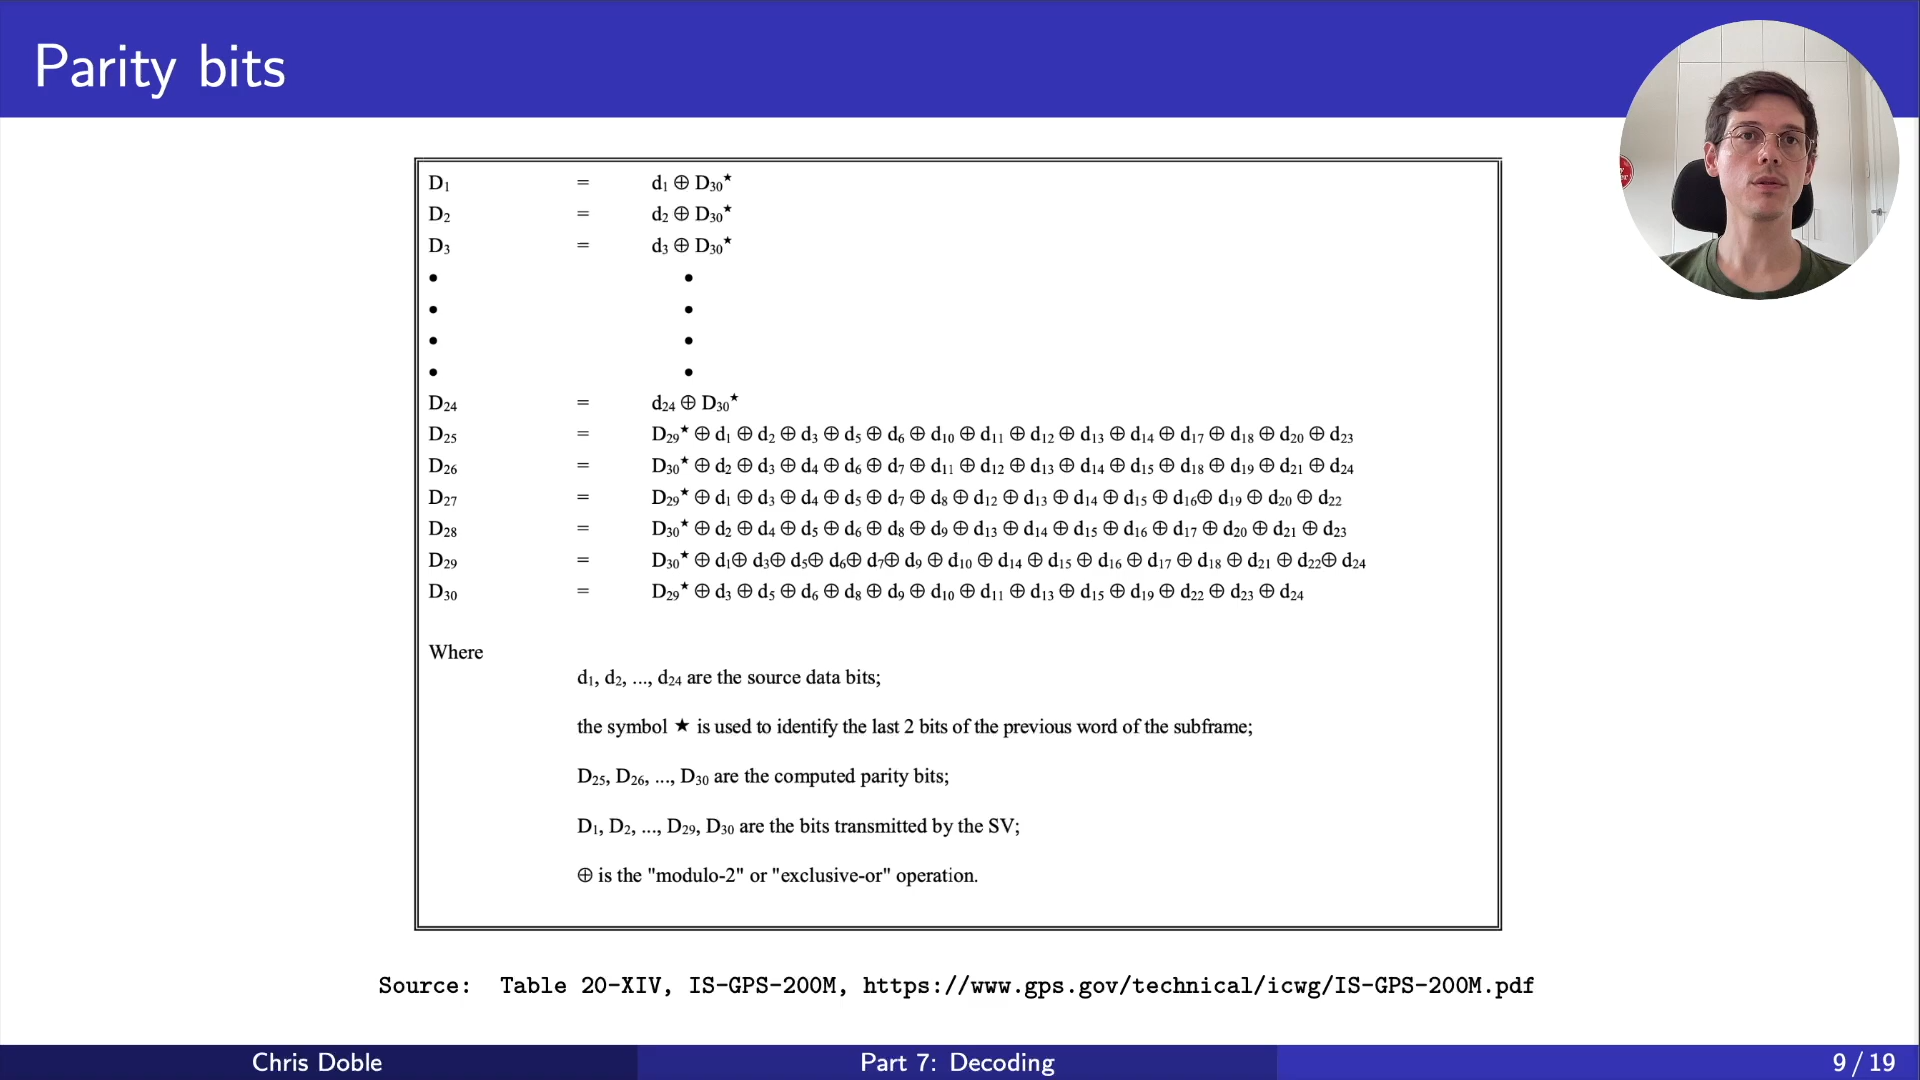 Parity bits
D₁ = d₁ ⊕ D₃₀★
D₂ = d₂ ⊕ D₃₀★
D₃ = d₃ ⊕ D₃₀★
• •
• •
• •
• •
D₂₄ = d₂₄ ⊕ D₃₀★
D₂₅ = D₂₉★ ⊕ d₁ ⊕ d₂ ⊕ d₃ ⊕ d₅ ⊕ d₆ ⊕ d₁₀ ⊕ d₁₁ ⊕ d₁₂ ⊕ d₁₃ ⊕ d₁₄ ⊕ d₁₇ ⊕ d₁₈ ⊕ d₂₀ ⊕ d₂₃
D₂₆ = D₃₀★ ⊕ d₂ ⊕ d₃ ⊕ d₄ ⊕ d₆ ⊕ d₇ ⊕ d₁₁ ⊕ d₁₂ ⊕ d₁₃ ⊕ d₁₄ ⊕ d₁₅ ⊕ d₁₈ ⊕ d₁₉ ⊕ d₂₁ ⊕ d₂₄
D₂₇ = D₂₉★ ⊕ d₁ ⊕ d₃ ⊕ d₄ ⊕ d₅ ⊕ d₇ ⊕ d₈ ⊕ d₁₂ ⊕ d₁₃ ⊕ d₁₄ ⊕ d₁₅ ⊕ d₁₆⊕ d₁₉ ⊕ d₂₀ ⊕ d₂₂
D₂₈ = D₃₀★ ⊕ d₂ ⊕ d₄ ⊕ d₅ ⊕ d₆ ⊕ d₈ ⊕ d₉ ⊕ d₁₃ ⊕ d₁₄ ⊕ d₁₅ ⊕ d₁₆ ⊕ d₁₇ ⊕ d₂₀ ⊕ d₂₁ ⊕ d₂₃
D₂₉ = D₃₀★ ⊕ d₁⊕ d₃⊕ d₅⊕ d₆⊕ d₇⊕ d₉ ⊕ d₁₀ ⊕ d₁₄ ⊕ d₁₅ ⊕ d₁₆ ⊕ d₁₇ ⊕ d₁₈ ⊕ d₂₁ ⊕ d₂₂⊕ d₂₄
D₃₀ = D₂₉★ ⊕ d₃ ⊕ d₅ ⊕ d₆ ⊕ d₈ ⊕ d₉ ⊕ d₁₀ ⊕ d₁₁ ⊕ d₁₃ ⊕ d₁₅ ⊕ d₁₉ ⊕ d₂₂ ⊕ d₂₃ ⊕ d₂₄
Where
d₁, d₂, ..., d₂₄ are the source data bits;
the symbol ★ is used to identify the last 2 bits of the previous word of the subframe;
D₂₅, D₂₆, ..., D₃₀ are the computed parity bits;
D₁, D₂, ..., D₂₉, D₃₀ are the bits transmitted by the SV;
⊕ is the "modulo-2" or "exclusive-or" operation.
Source: Table 20-XIV, IS-GPS-200M, https://www.gps.gov/technical/icwg/IS-GPS-200M.pdf
Chris Doble Part 7: Decoding 9 / 19